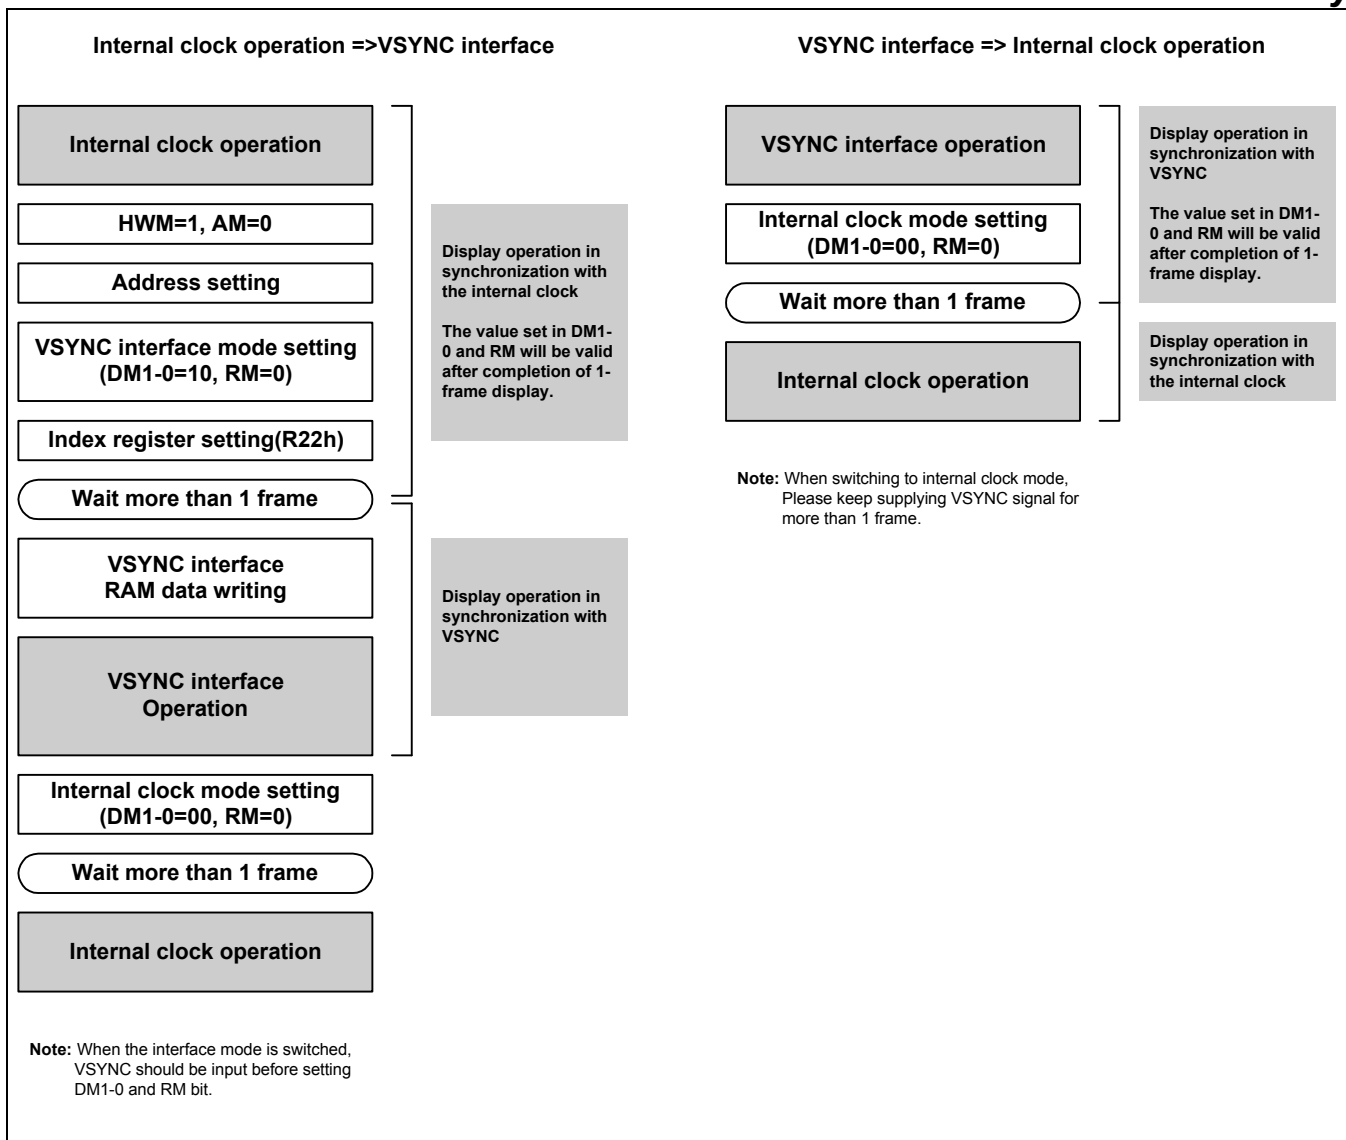 Internal clock operation =>VSYNC interface
Internal clock operation
HWM=1, AM=0
Address setting
VSYNC interface mode setting
(DM1-0=10, RM=0)
Index register setting(R22h)
Wait more than 1 frame
VSYNC interface
RAM data writing
VSYNC interface
Operation
Internal clock mode setting
(DM1-0=00, RM=0)
Wait more than 1 frame
Internal clock operation
Display operation in
synchronization with
the internal clock
The value set in DM1-
0 and RM will be valid
after completion of 1-
frame display.
Display operation in
synchronization with
VSYNC
Note: When the interface mode is switched,
VSYNC should be input before setting
DM1-0 and RM bit.
VSYNC interface => Internal clock operation
VSYNC interface operation
Internal clock mode setting
(DM1-0=00, RM=0)
Wait more than 1 frame
Internal clock operation
Display operation in
synchronization with
VSYNC
The value set in DM1-
0 and RM will be valid
after completion of 1-
frame display.
Display operation in
synchronization with
the internal clock
Note: When switching to internal clock mode,
Please keep supplying VSYNC signal for
more than 1 frame.